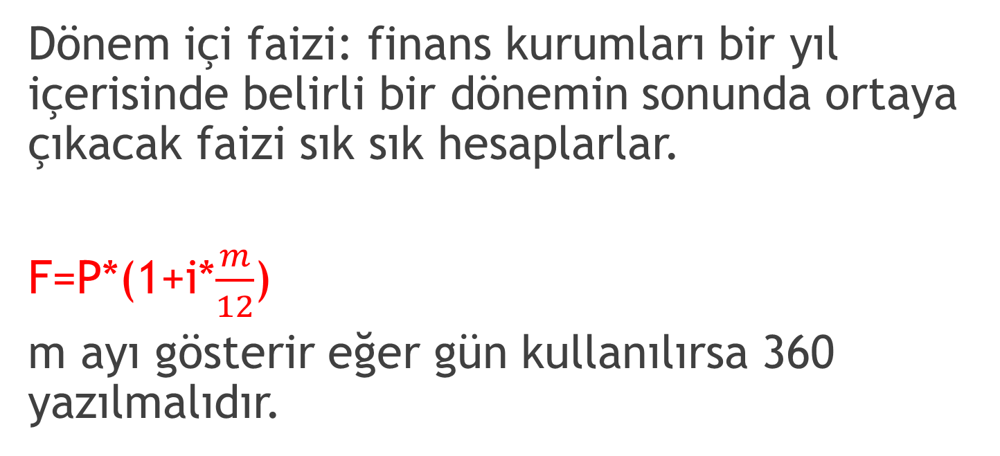 Dönem içi faizi: finans kurumları bir yıl
içerisinde belirli bir dönemin sonunda ortaya
çıkacak faizi sık sık hesaplarlar.
F=P*(1+i*m/12)
m ayı gösterir eğer gün kullanılırsa 360
yazılmalıdır.